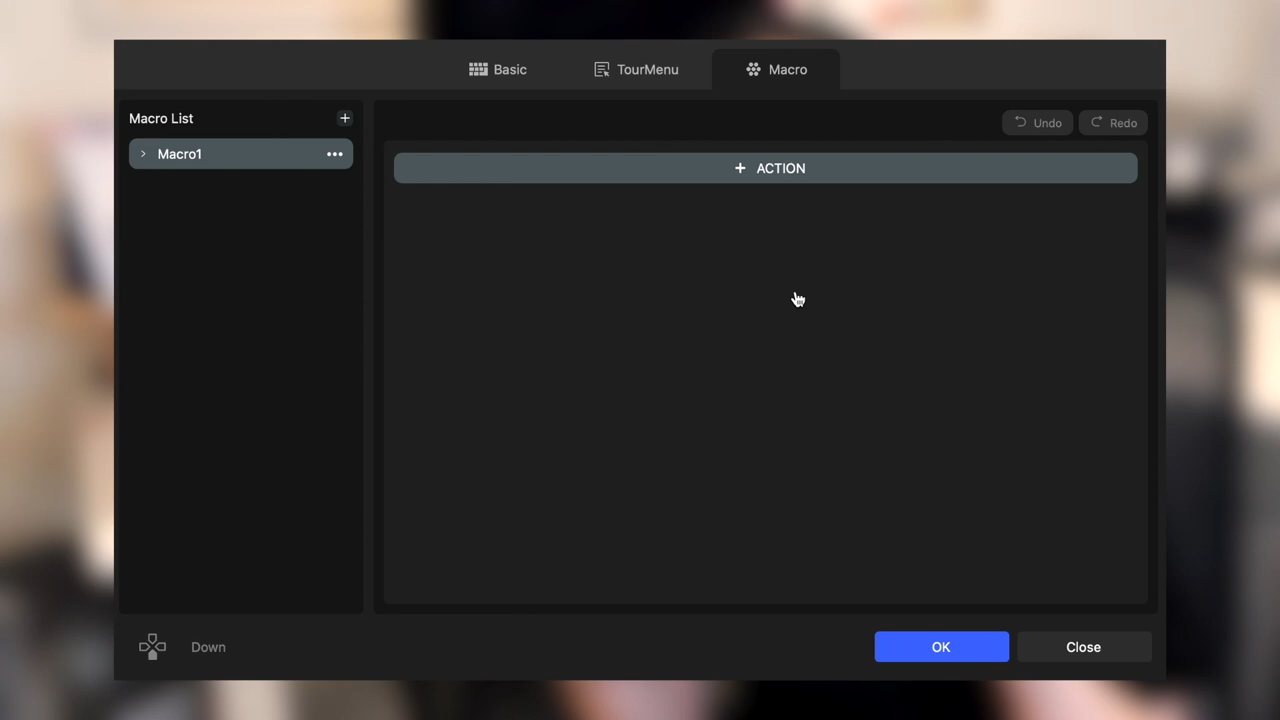 Basic
TourMenu
Macro
Macro List
+
Undo
Redo
Macro1
•••
+ ACTION
Down
OK
Close